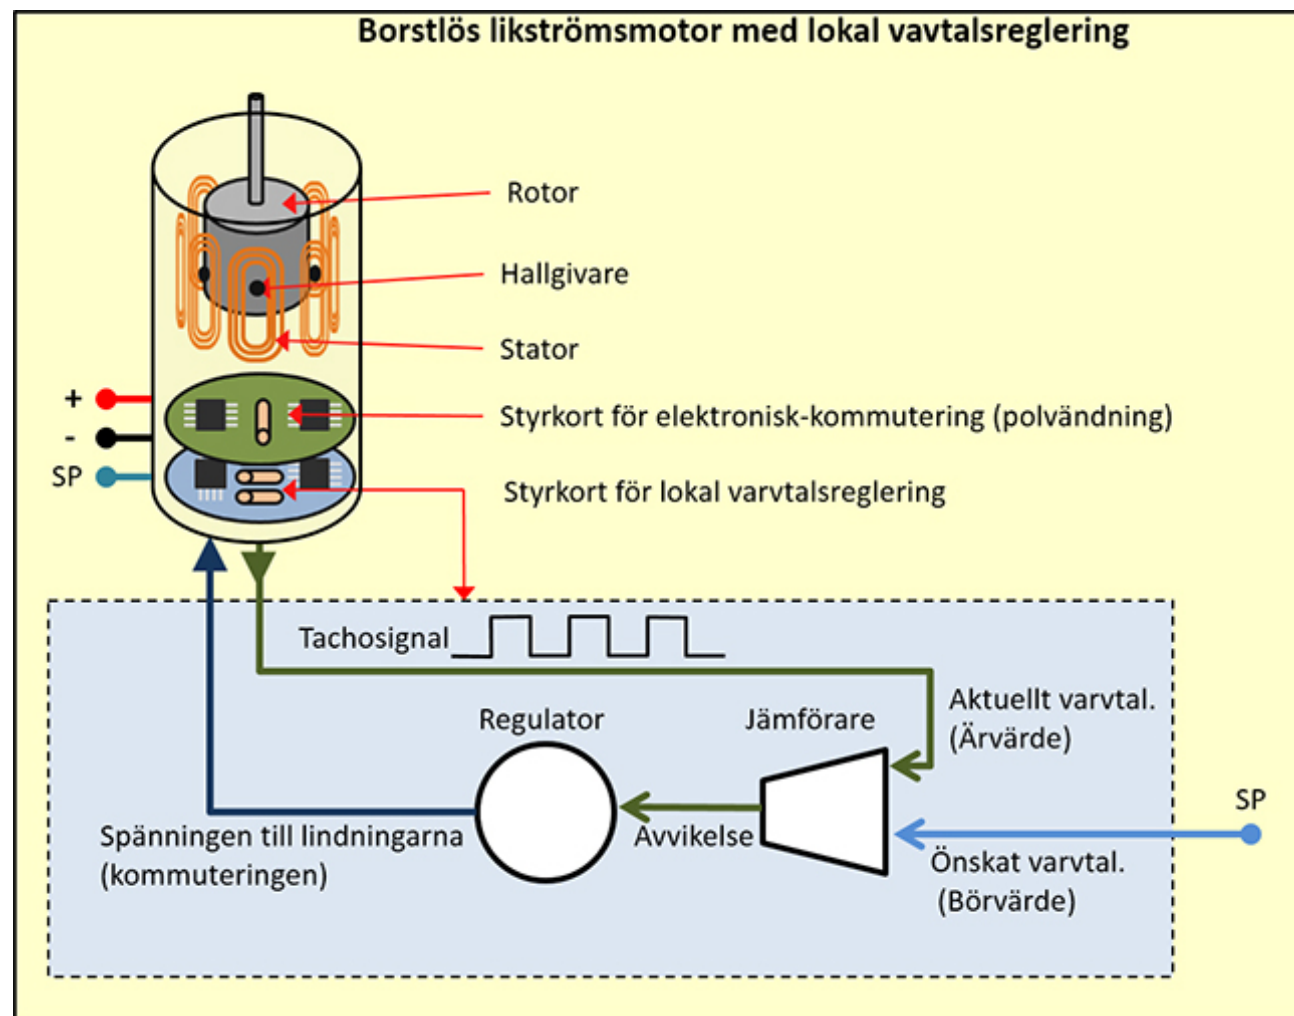 Borstlös likströmsmotor med lokal vavtalsreglering
Rotor
Hallgivare
Stator
+
-
SP
Styrkort för elektronisk-kommutering (polvändning)
Styrkort för lokal varvtalsreglering
Tachosignal
Aktuellt varvtal.
(Ärvärde)
Regulator
Jämförare
SP
Spänningen till lindningarna
(kommuteringen)
Avvikelse
Önskat varvtal.
(Börvärde)